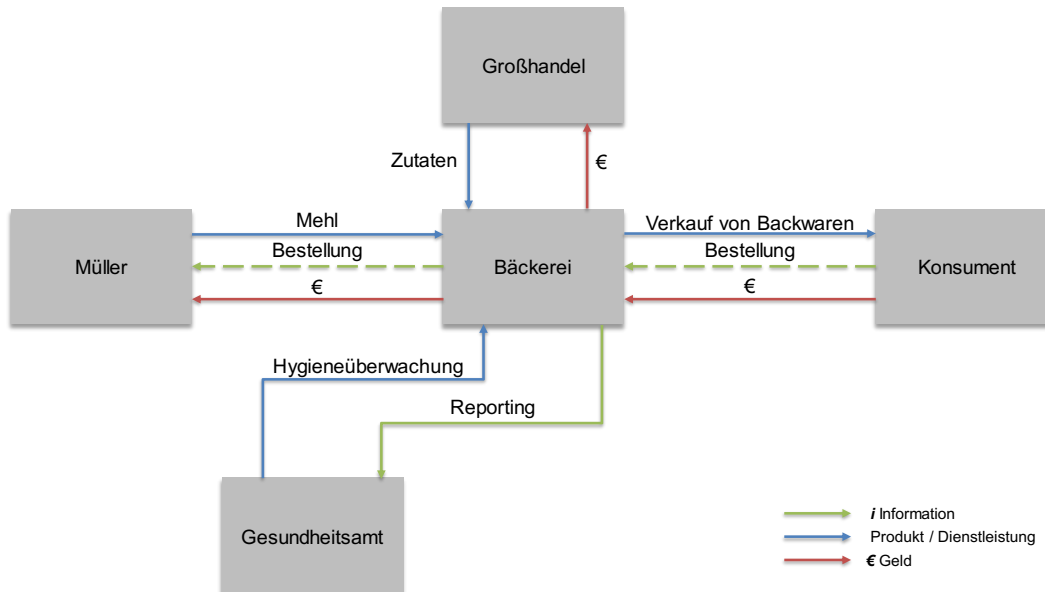 Großhandel
Zutaten
€
Mehl
Verkauf von Backwaren
Bestellung
Bestellung
Müller
Bäckerei
Konsument
€
€
Hygieneüberwachung
Reporting
Gesundheitsamt
i Information
Produkt / Dienstleistung
€ Geld